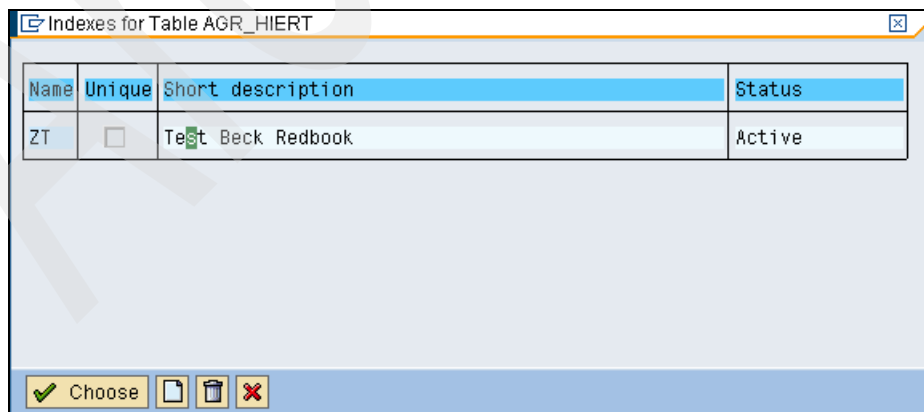 Indexes for Table AGR_HIERT
Name Unique Short description Status
ZT Test Beck Redbook Active
Choose